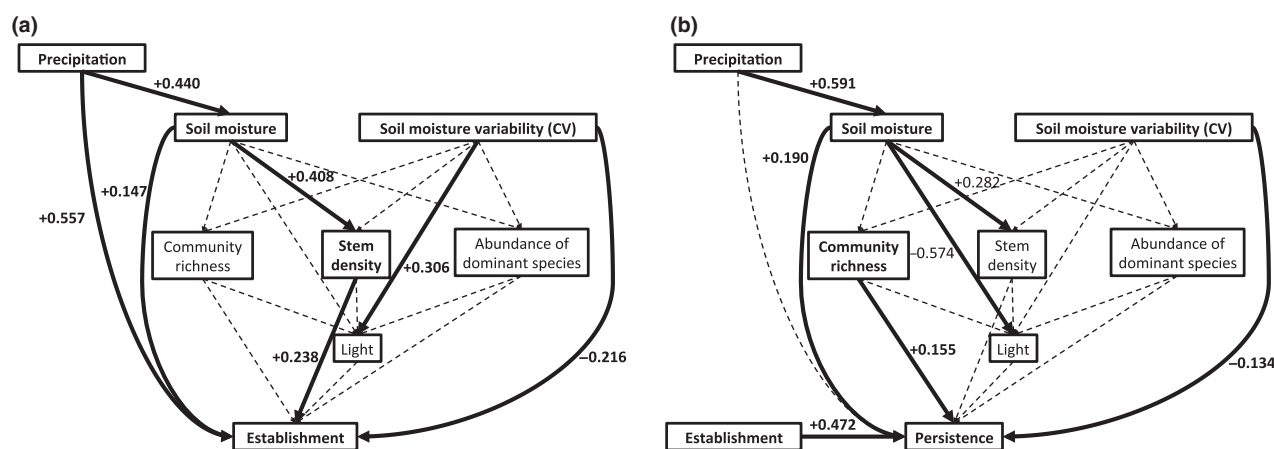 (a)
Precipitation
+0.440
Soil moisture
Soil moisture variability (CV)
+0.408
+0.147
+0.557
Community
richness
Stem
density
Abundance of
dominant species
+0.306
Light
+0.238
–0.216
Establishment
(b)
Precipitation
+0.591
Soil moisture
Soil moisture variability (CV)
+0.190
+0.282
Community
richness
–0.574
Stem
density
Abundance of
dominant species
Light
+0.155
–0.134
+0.472
Establishment
Persistence